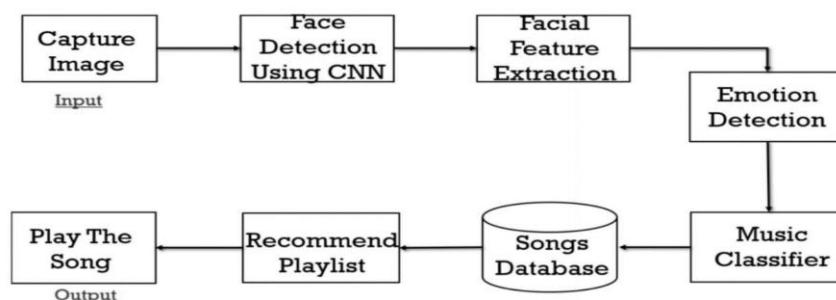 Capture
Image
Input
Face
Detection
Using CNN
Facial
Feature
Extraction
Emotion
Detection
Music
Classifier
Songs
Database
Recommend
Playlist
Play The
Song
Output